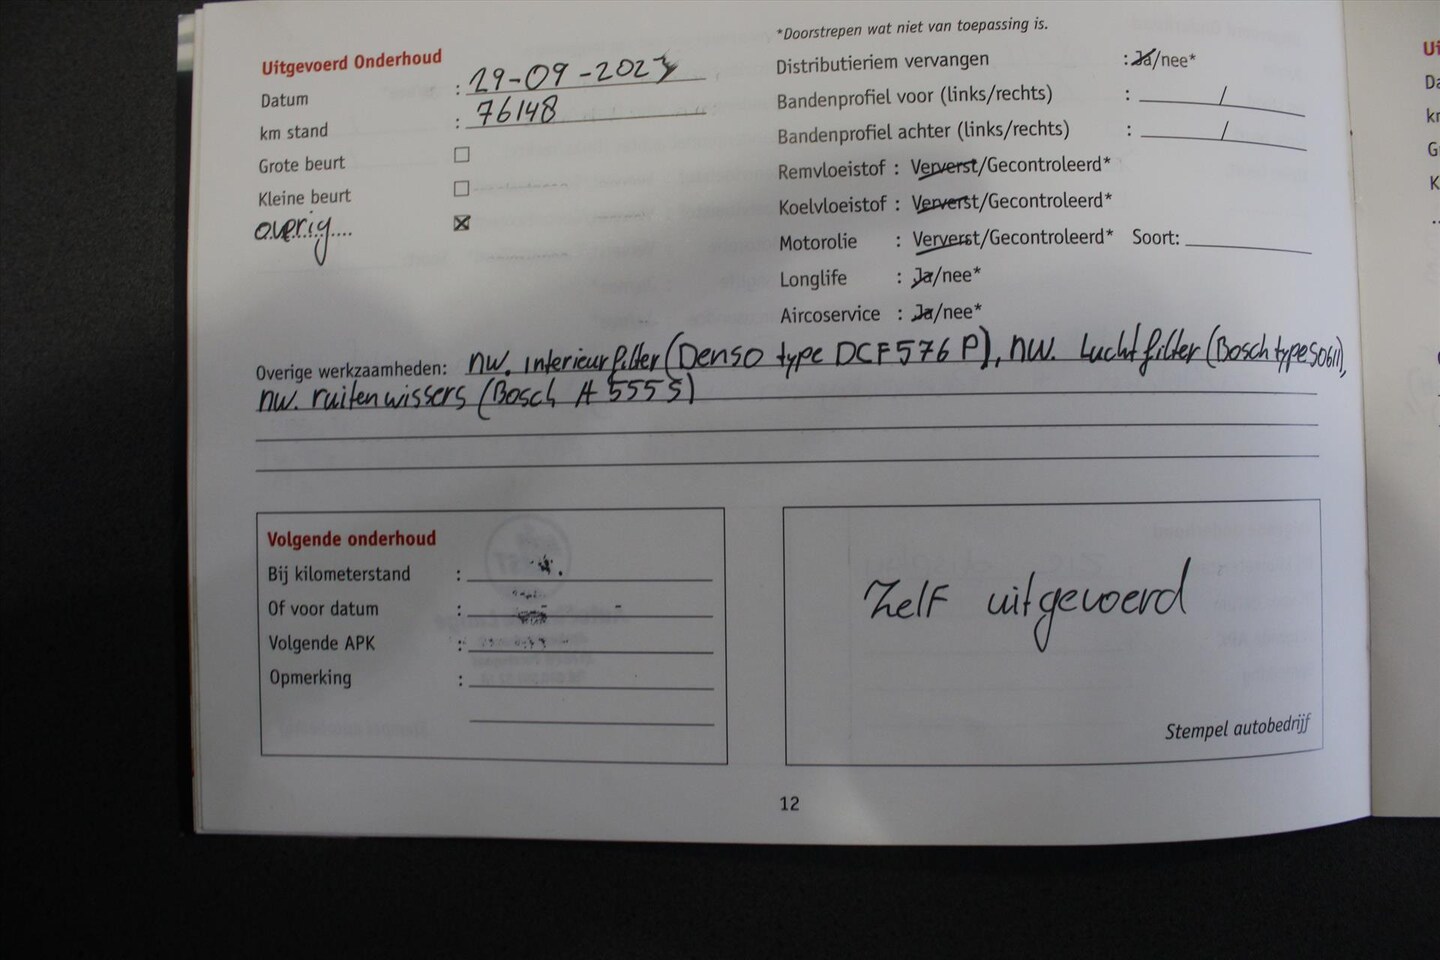 *Doorstrepen wat niet van toepassing is.
Uitgevoerd Onderhoud
Datum : 29-09-2023
km stand : 76148
Grote beurt
Kleine beurt
overig....
Distributieriem vervangen : Ja/nee*
Bandenprofiel voor (links/rechts) : /
Bandenprofiel achter (links/rechts) : /
Remvloeistof : Ververst/Gecontroleerd*
Koelvloeistof : Ververst/Gecontroleerd*
Motorolie : Ververst/Gecontroleerd* Soort:
Longlife : Ja/nee*
Aircoservice : Ja/nee*
Overige werkzaamheden: nw. interieurfilter (Denso type DCF576P), nw. Luchtfilter (Bosch type S0611),
nw. ruitenwissers (Bosch A 555 S)
Volgende onderhoud
Bij kilometerstand :
Of voor datum :
Volgende APK :
Opmerking :
Zelf uitgevoerd
Stempel autobedrijf
12